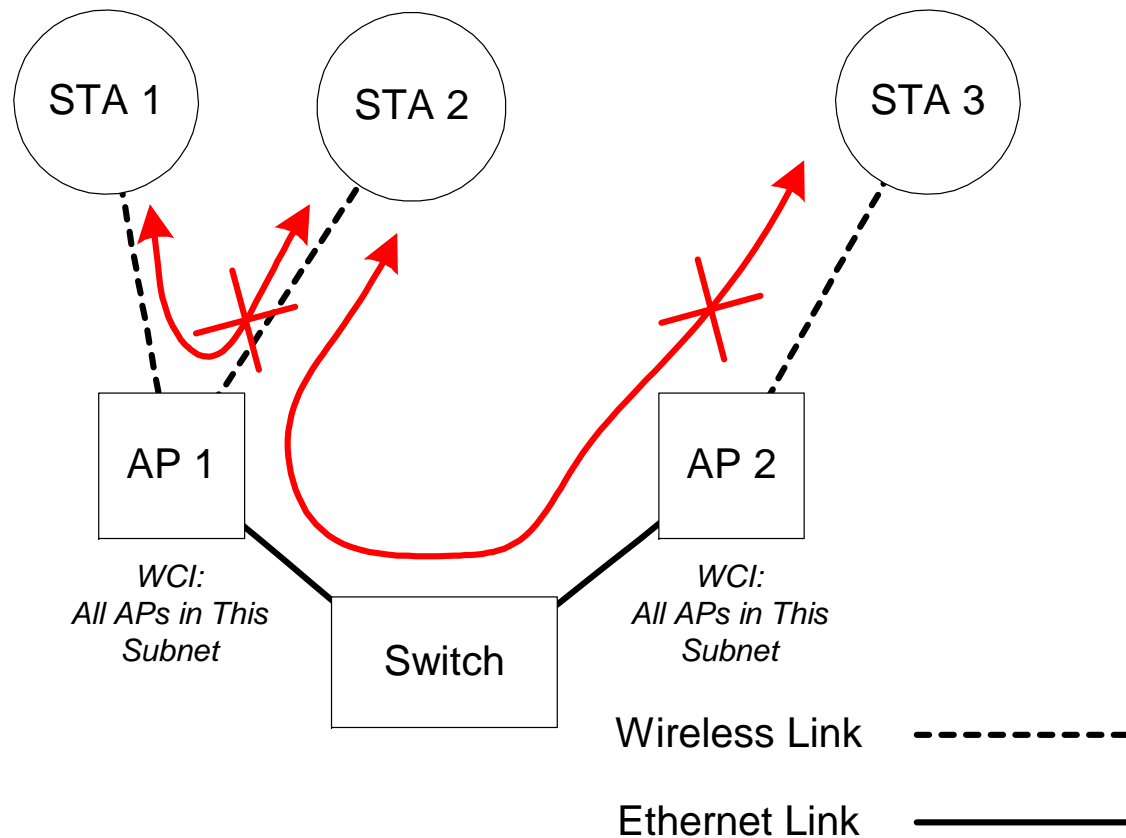 STA 1
STA 2
STA 3
AP 1
AP 2
WCI:
All APs in This
Subnet
WCI:
All APs in This
Subnet
Switch
Wireless Link
Ethernet Link